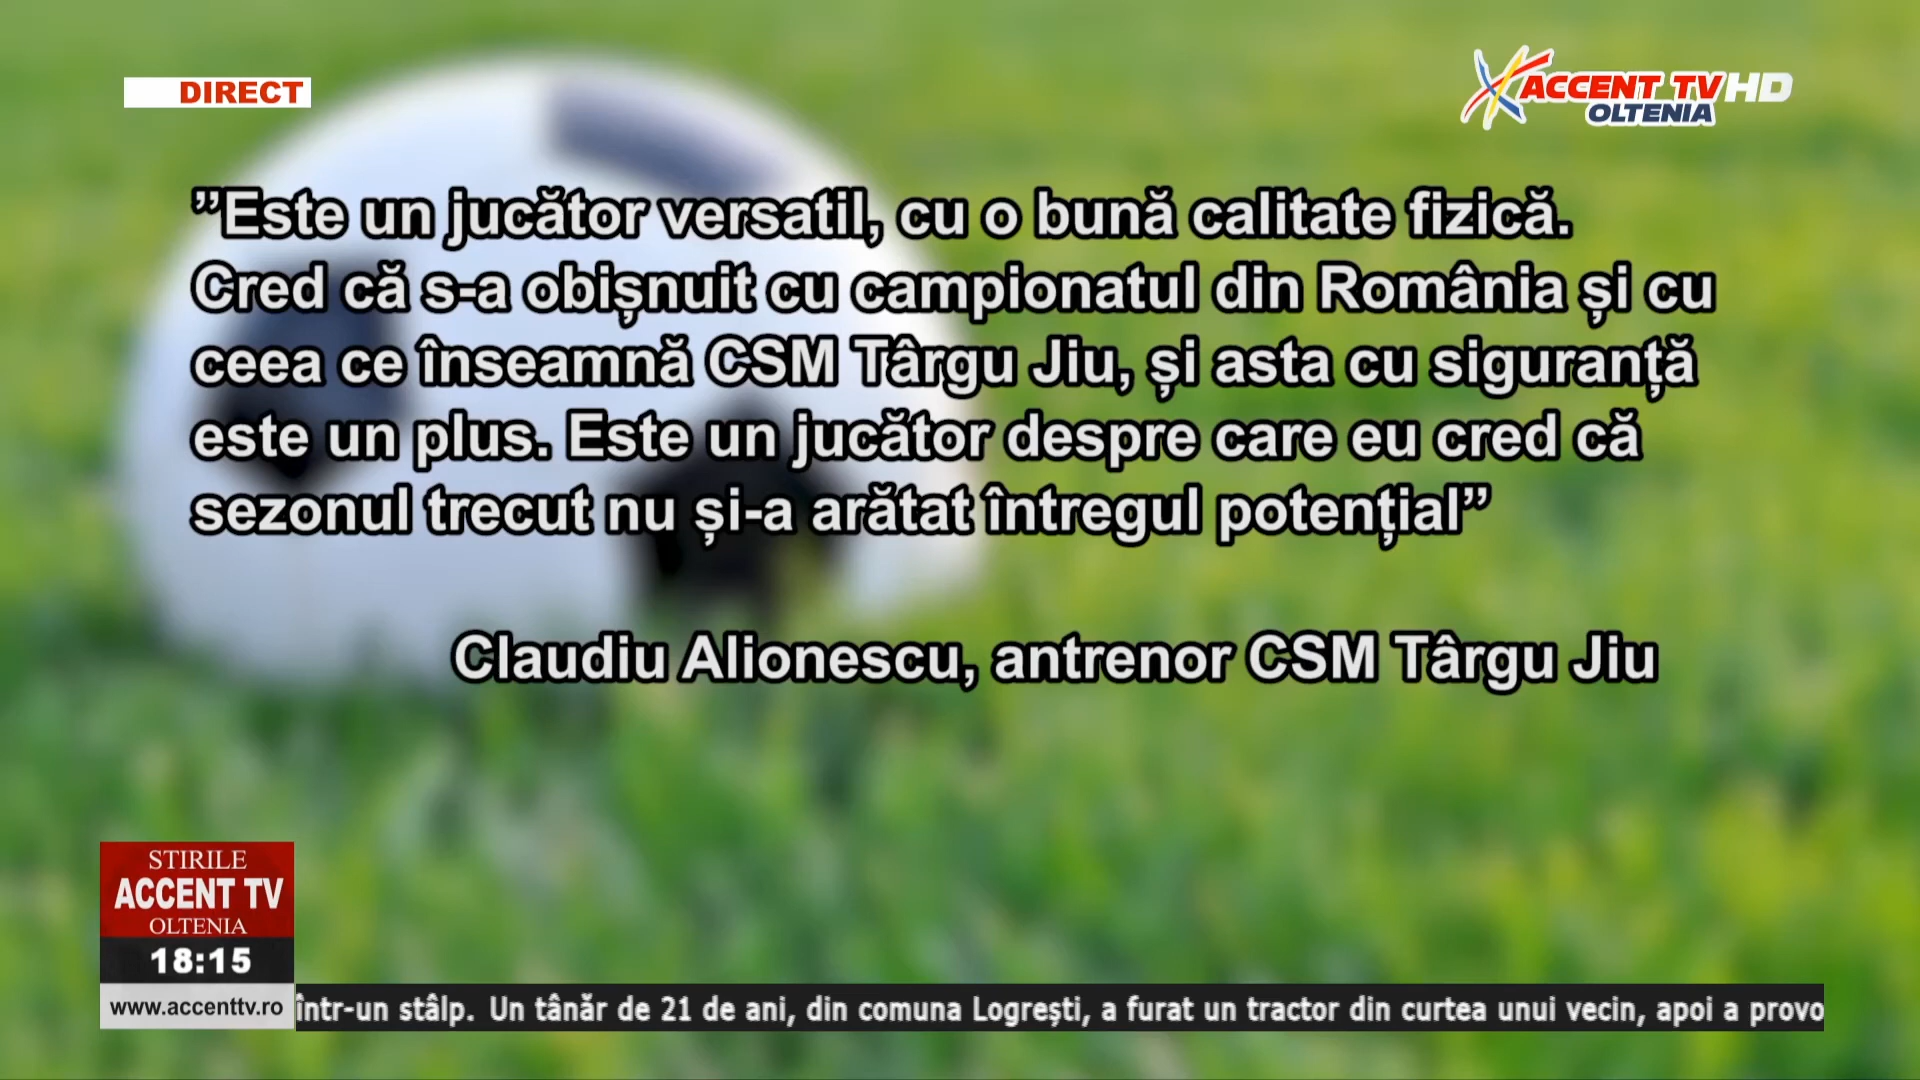 DIRECT
ACCENT TV HD
OLTENIA
”Este un jucător versatil, cu o bună calitate fizică.
Cred că s-a obișnuit cu campionatul din România și cu
ceea ce înseamnă CSM Târgu Jiu, și asta cu siguranță
este un plus. Este un jucător despre care eu cred că
sezonul trecut nu și-a arătat întregul potențial”
Claudiu Alionescu, antrenor CSM Târgu Jiu
STIRILE
ACCENT TV
OLTENIA
18:15
www.accenttv.ro
într-un stâlp. Un tânăr de 21 de ani, din comuna Logrești, a furat un tractor din curtea unui vecin, apoi a provo